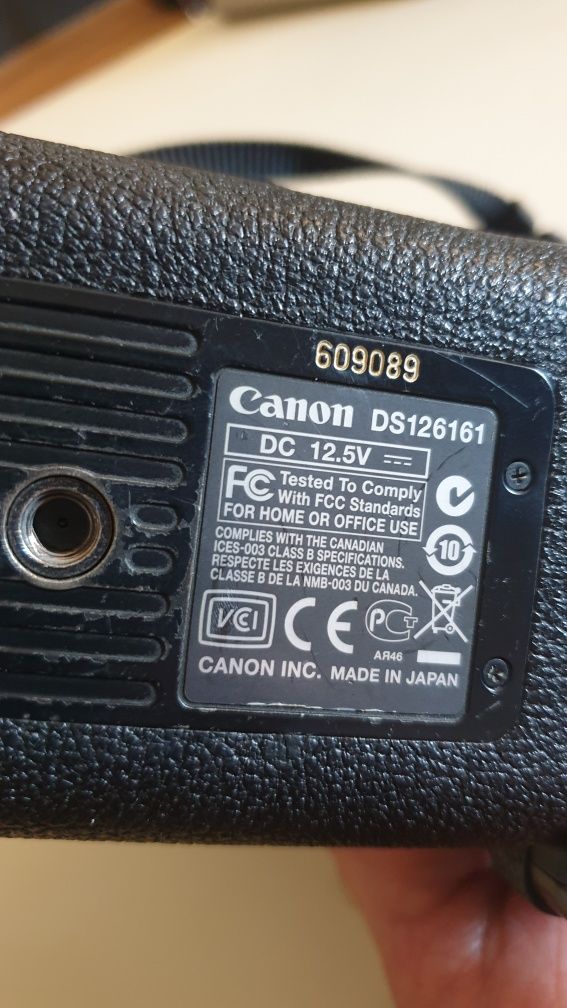 609089
Canon DS126161
DC 12.5V
FC Tested To Comply
With FCC Standards
FOR HOME OR OFFICE USE
COMPLIES WITH THE CANADIAN
ICES-003 CLASS B SPECIFICATIONS.
RESPECTE LES EXIGENCES DE LA
CLASSE B DE LA NMB-003 DU CANADA.
10
VCCI CE PCT
АЯ46
CANON INC. MADE IN JAPAN